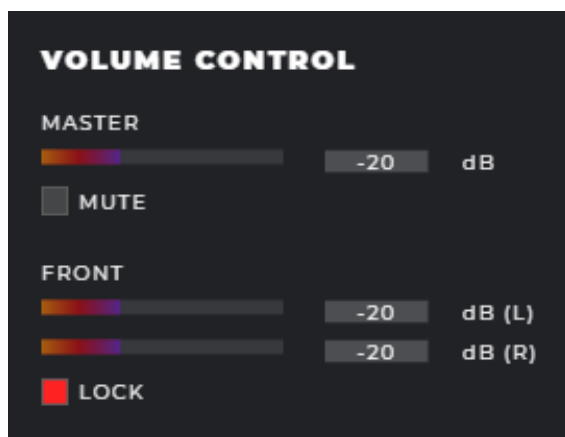 VOLUME CONTROL
MASTER
-20 dB
MUTE
FRONT
-20 dB (L)
-20 dB (R)
LOCK